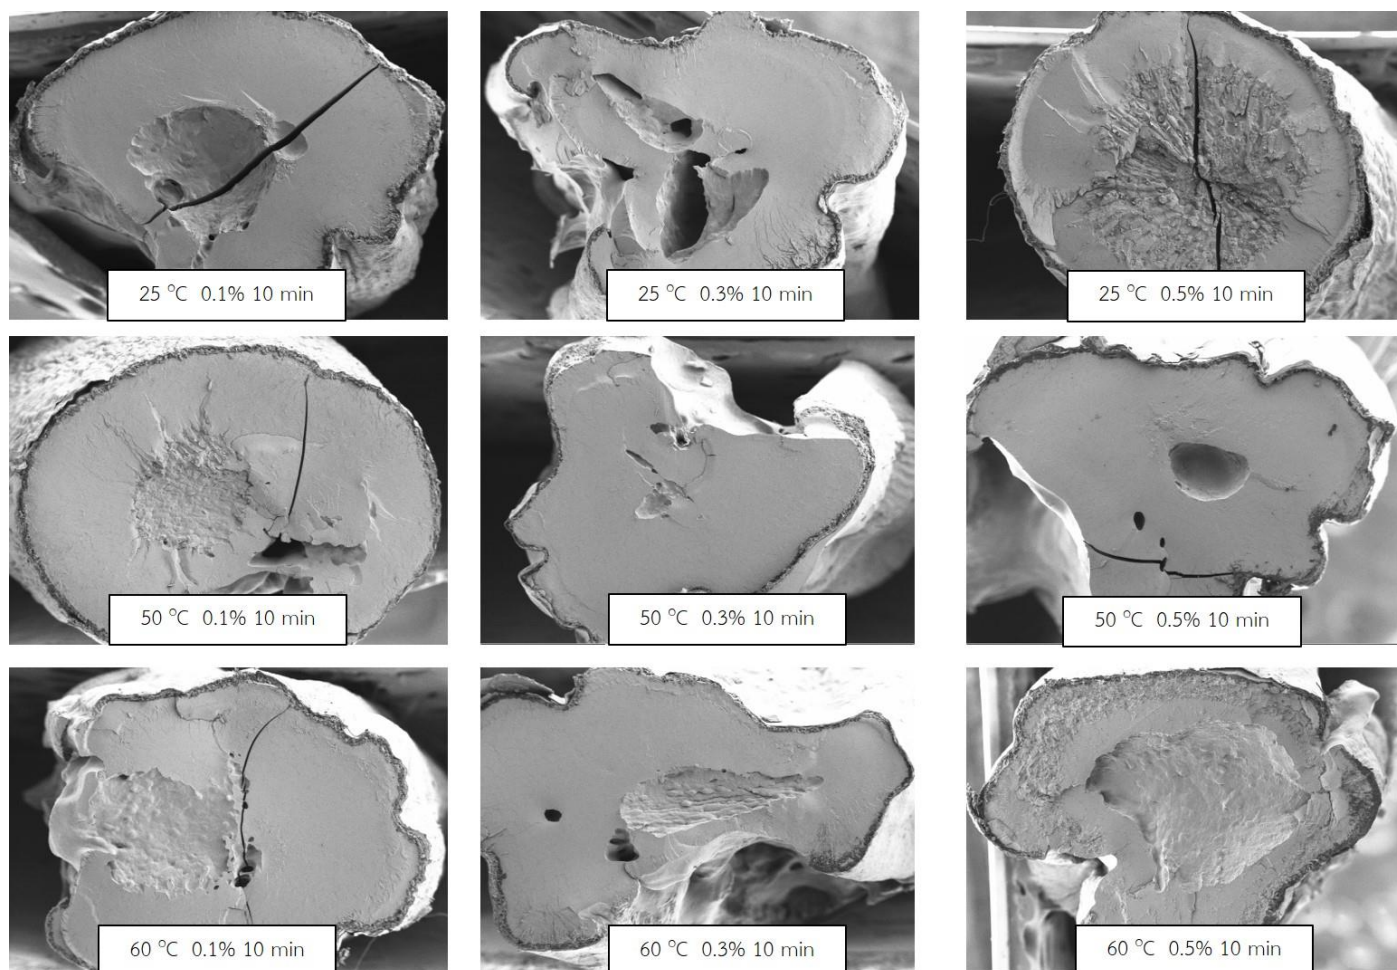 25 °C 0.1% 10 min
25 °C 0.3% 10 min
25 °C 0.5% 10 min
50 °C 0.1% 10 min
50 °C 0.3% 10 min
50 °C 0.5% 10 min
60 °C 0.1% 10 min
60 °C 0.3% 10 min
60 °C 0.5% 10 min